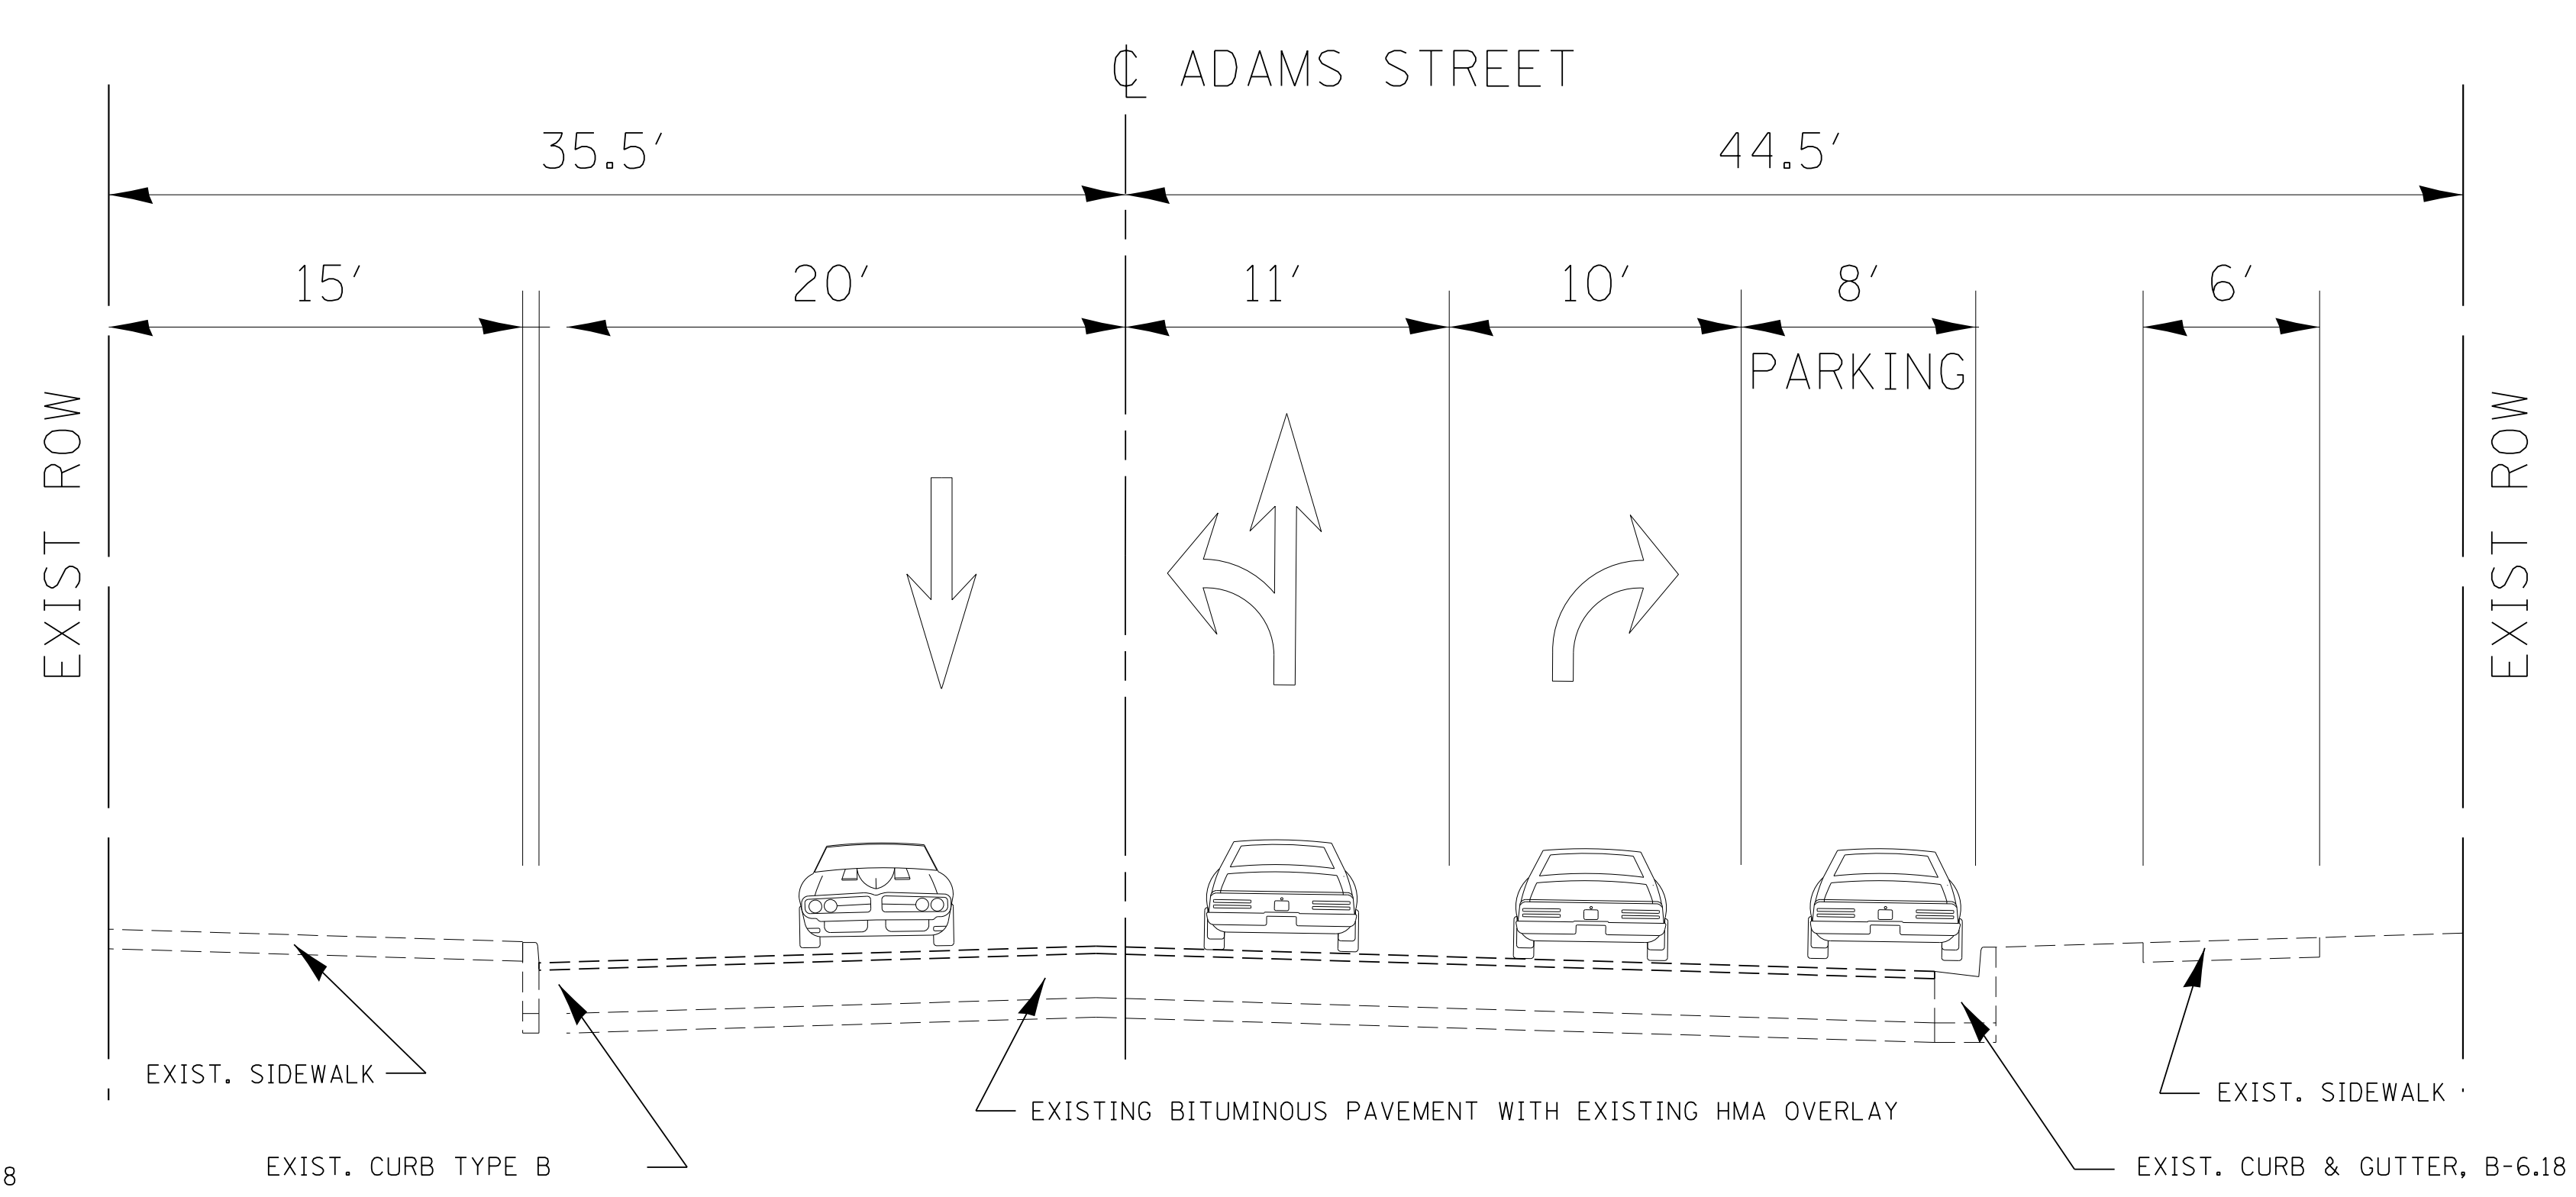 ℄ ADAMS STREET
35.5'
44.5'
15'
20'
11'
10'
8'
6'
PARKING
EXIST ROW
EXIST ROW
EXIST. SIDEWALK
EXIST. SIDEWALK
EXISTING BITUMINOUS PAVEMENT WITH EXISTING HMA OVERLAY
EXIST. CURB TYPE B
EXIST. CURB & GUTTER, B-6.18
8